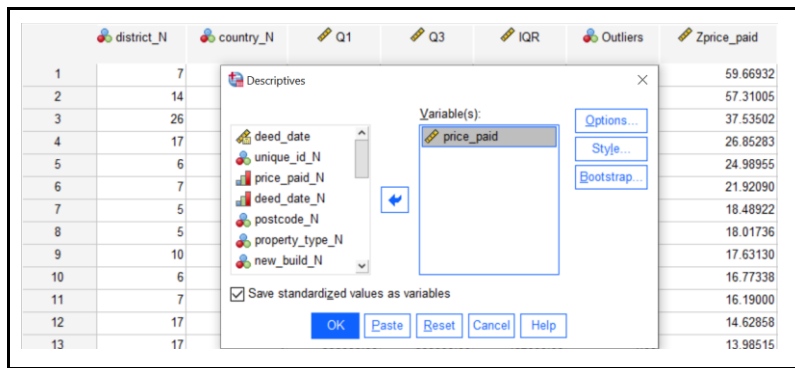 district_N country_N Q1 Q3 IQR Outliers Zprice_paid
1 7 59.66932
2 14 57.31005
3 26 37.53502
4 17 26.85283
5 6 24.98955
6 7 21.92090
7 5 18.48922
8 5 18.01736
9 10 17.63130
10 6 16.77338
11 7 16.19000
12 17 14.62858
13 17 13.98515
Descriptives
Variable(s):
deed_date
unique_id_N
price_paid_N
deed_date_N
postcode_N
property_type_N
new_build_N
price_paid
Options...
Style...
Bootstrap...
Save standardized values as variables
OK Paste Reset Cancel Help